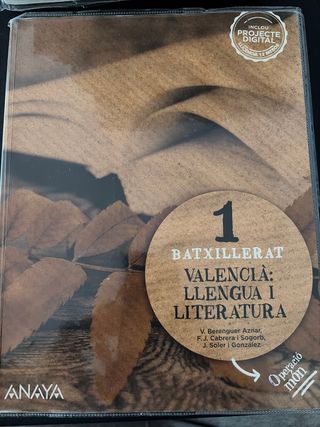 INCLOU
PROJECTE
DIGITAL
1
BATXILLERAT
VALENCIÀ:
LLENGUA I
LITERATURA
V. Berenguer Aznar,
F. J. Cabrera i Sogorb,
J. Soler i González
Operació
món
ANAYA